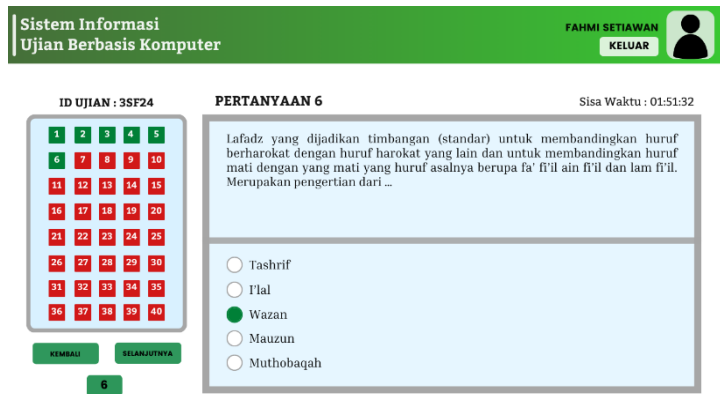 Sistem Informasi
Ujian Berbasis Komputer
FAHMI SETIAWAN
KELUAR
ID UJIAN : 3SF24
PERTANYAAN 6
Sisa Waktu : 01:51:32
1 2 3 4 5
6 7 8 9 10
11 12 13 14 15
16 17 18 19 20
21 22 23 24 25
26 27 28 29 30
31 32 33 34 35
36 37 38 39 40
KEMBALI
SELANJUTNYA
6
Lafadz yang dijadikan timbangan (standar) untuk membandingkan huruf
berharokat dengan huruf harokat yang lain dan untuk membandingkan huruf
mati dengan yang mati yang huruf asalnya berupa fa' fi'il ain fi'il dan lam fi'il.
Merupakan pengertian dari ...
Tashrif
I'lal
Wazan
Mauzun
Muthobaqah